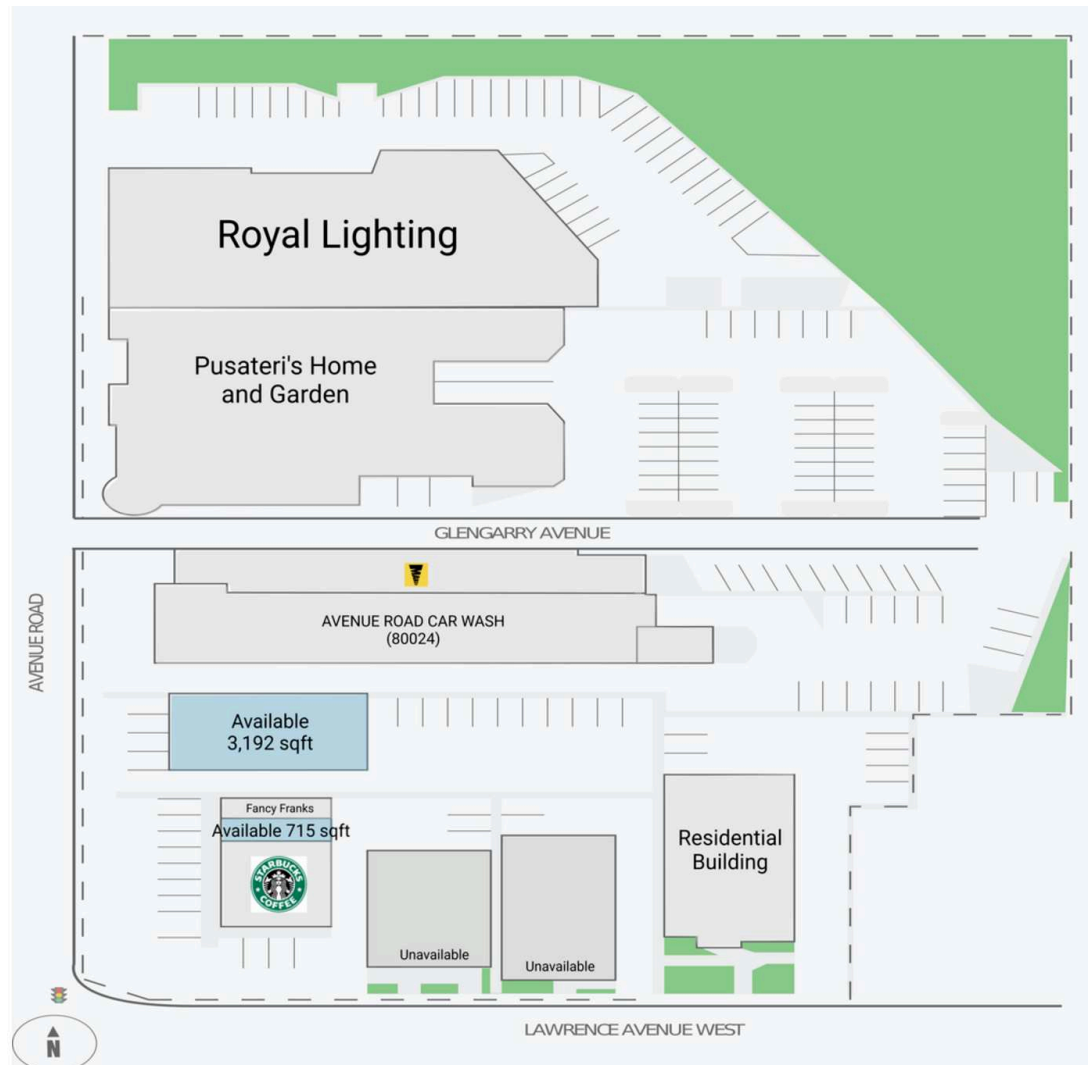 Royal Lighting
Pusateri's Home
and Garden
GLENGARRY AVENUE
AVENUE ROAD
AVENUE ROAD CAR WASH
(80024)
Available
3,192 sqft
Fancy Franks
Available 715 sqft
STARBUCKS
COFFEE
Residential
Building
Unavailable
Unavailable
LAWRENCE AVENUE WEST
N